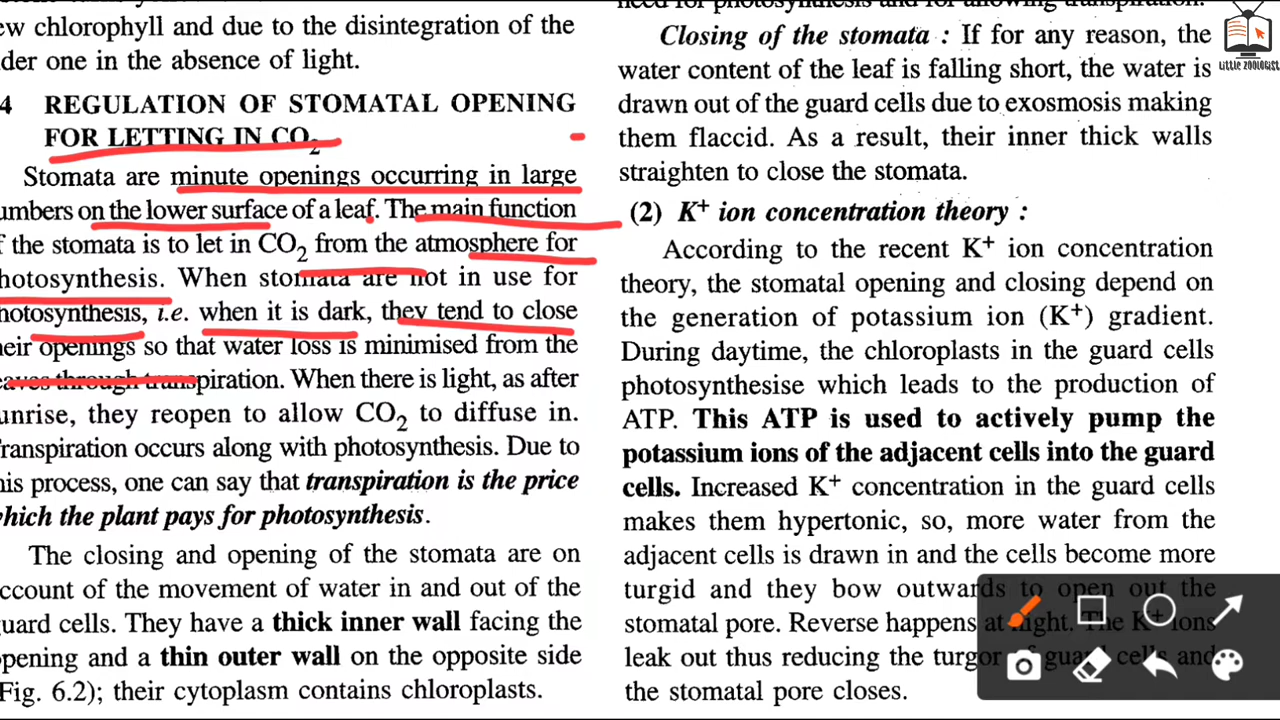 ew chlorophyll and due to the disintegration of the
der one in the absence of light.
4 REGULATION OF STOMATAL OPENING
FOR LETTING IN CO₂
Stomata are minute openings occurring in large
umbers on the lower surface of a leaf. The main function
f the stomata is to let in CO₂ from the atmosphere for
hotosynthesis. When stomata are not in use for
hotosynthesis, i.e. when it is dark, they tend to close
heir openings so that water loss is minimised from the
eaves through transpiration. When there is light, as after
unrise, they reopen to allow CO₂ to diffuse in.
ranspiration occurs along with photosynthesis. Due to
his process, one can say that transpiration is the price
which the plant pays for photosynthesis.
The closing and opening of the stomata are on
ccount of the movement of water in and out of the
uard cells. They have a thick inner wall facing the
pening and a thin outer wall on the opposite side
Fig. 6.2); their cytoplasm contains chloroplasts.
need for photosynthesis and for allowing transpiration.
Closing of the stomata : If for any reason, the
water content of the leaf is falling short, the water is
drawn out of the guard cells due to exosmosis making
them flaccid. As a result, their inner thick walls
straighten to close the stomata.
(2) K⁺ ion concentration theory :
According to the recent K⁺ ion concentration
theory, the stomatal opening and closing depend on
the generation of potassium ion (K⁺) gradient.
During daytime, the chloroplasts in the guard cells
photosynthesise which leads to the production of
ATP. This ATP is used to actively pump the
potassium ions of the adjacent cells into the guard
cells. Increased K⁺ concentration in the guard cells
makes them hypertonic, so, more water from the
adjacent cells is drawn in and the cells become more
turgid and they bow outwards to open out the
stomatal pore. Reverse happens at night. The K⁺ ions
leak out thus reducing the turgor of guard cells and
the stomatal pore closes.
LITTLE ZOOLOGIST